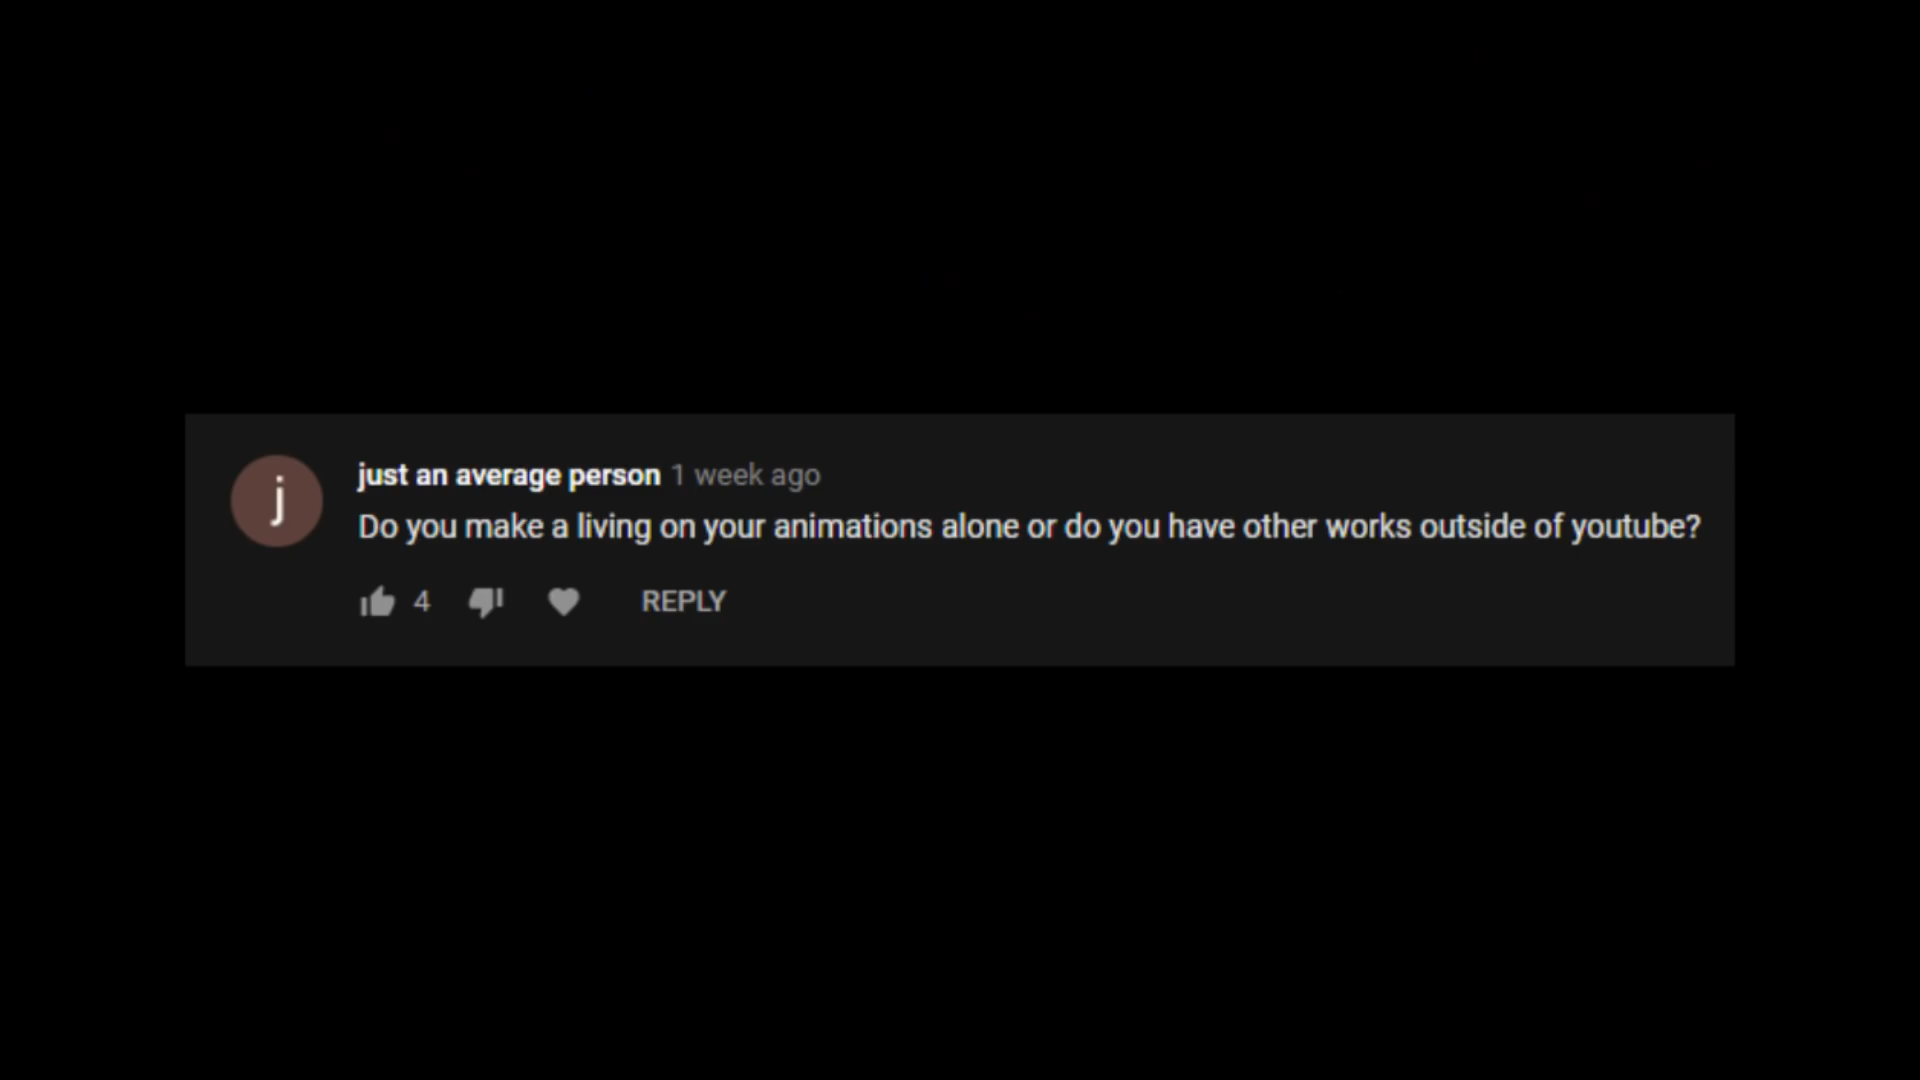 j
just an average person 1 week ago
Do you make a living on your animations alone or do you have other works outside of youtube?
4 REPLY